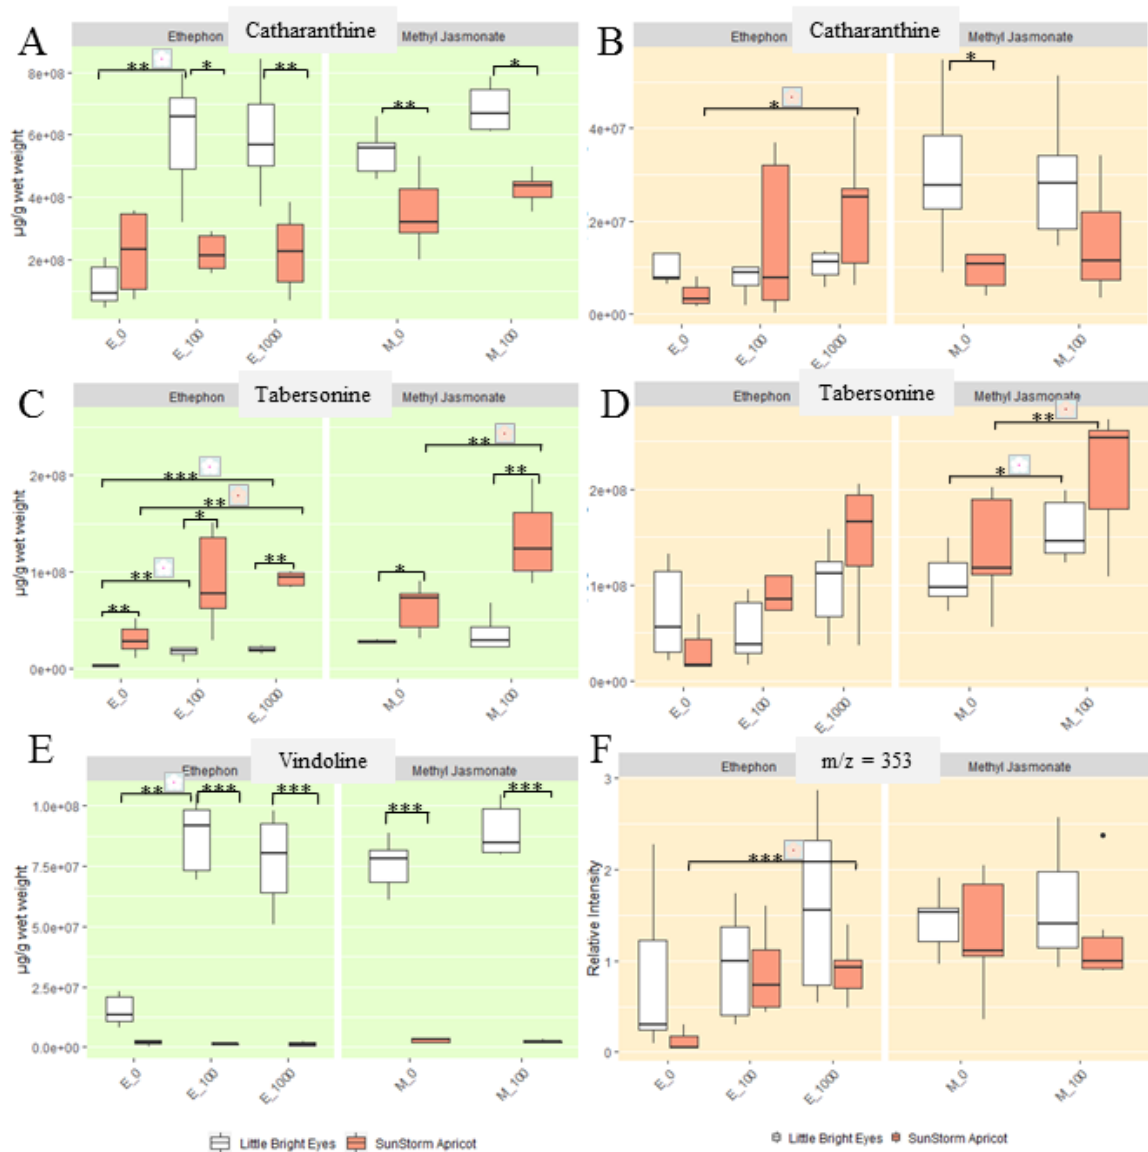 A
Catharanthine
Ethephon
Methyl Jasmonate
µg/g wet weight
8e+08
6e+08
4e+08
2e+08
**
*
**
**
*
E_0
E_100
E_1000
M_0
M_100
B
Catharanthine
Ethephon
Methyl Jasmonate
4e+07
2e+07
0e+00
*
*
E_0
E_100
E_1000
M_0
M_100
C
Tabersonine
Ethephon
Methyl Jasmonate
µg/g wet weight
2e+08
1e+08
0e+00
***
**
*
**
**
**
**
**
*
E_0
E_100
E_1000
M_0
M_100
D
Tabersonine
Ethephon
Methyl Jasmonate
2e+08
1e+08
0e+00
**
*
E_0
E_100
E_1000
M_0
M_100
E
Vindoline
Ethephon
Methyl Jasmonate
µg/g wet weight
1.0e+08
7.5e+07
5.0e+07
2.5e+07
0.0e+00
**
***
***
***
***
E_0
E_100
E_1000
M_0
M_100
F
m/z = 353
Ethephon
Methyl Jasmonate
Relative Intensity
3
2
1
0
***
E_0
E_100
E_1000
M_0
M_100
Little Bright Eyes
SunStorm Apricot
Little Bright Eyes
SunStorm Apricot